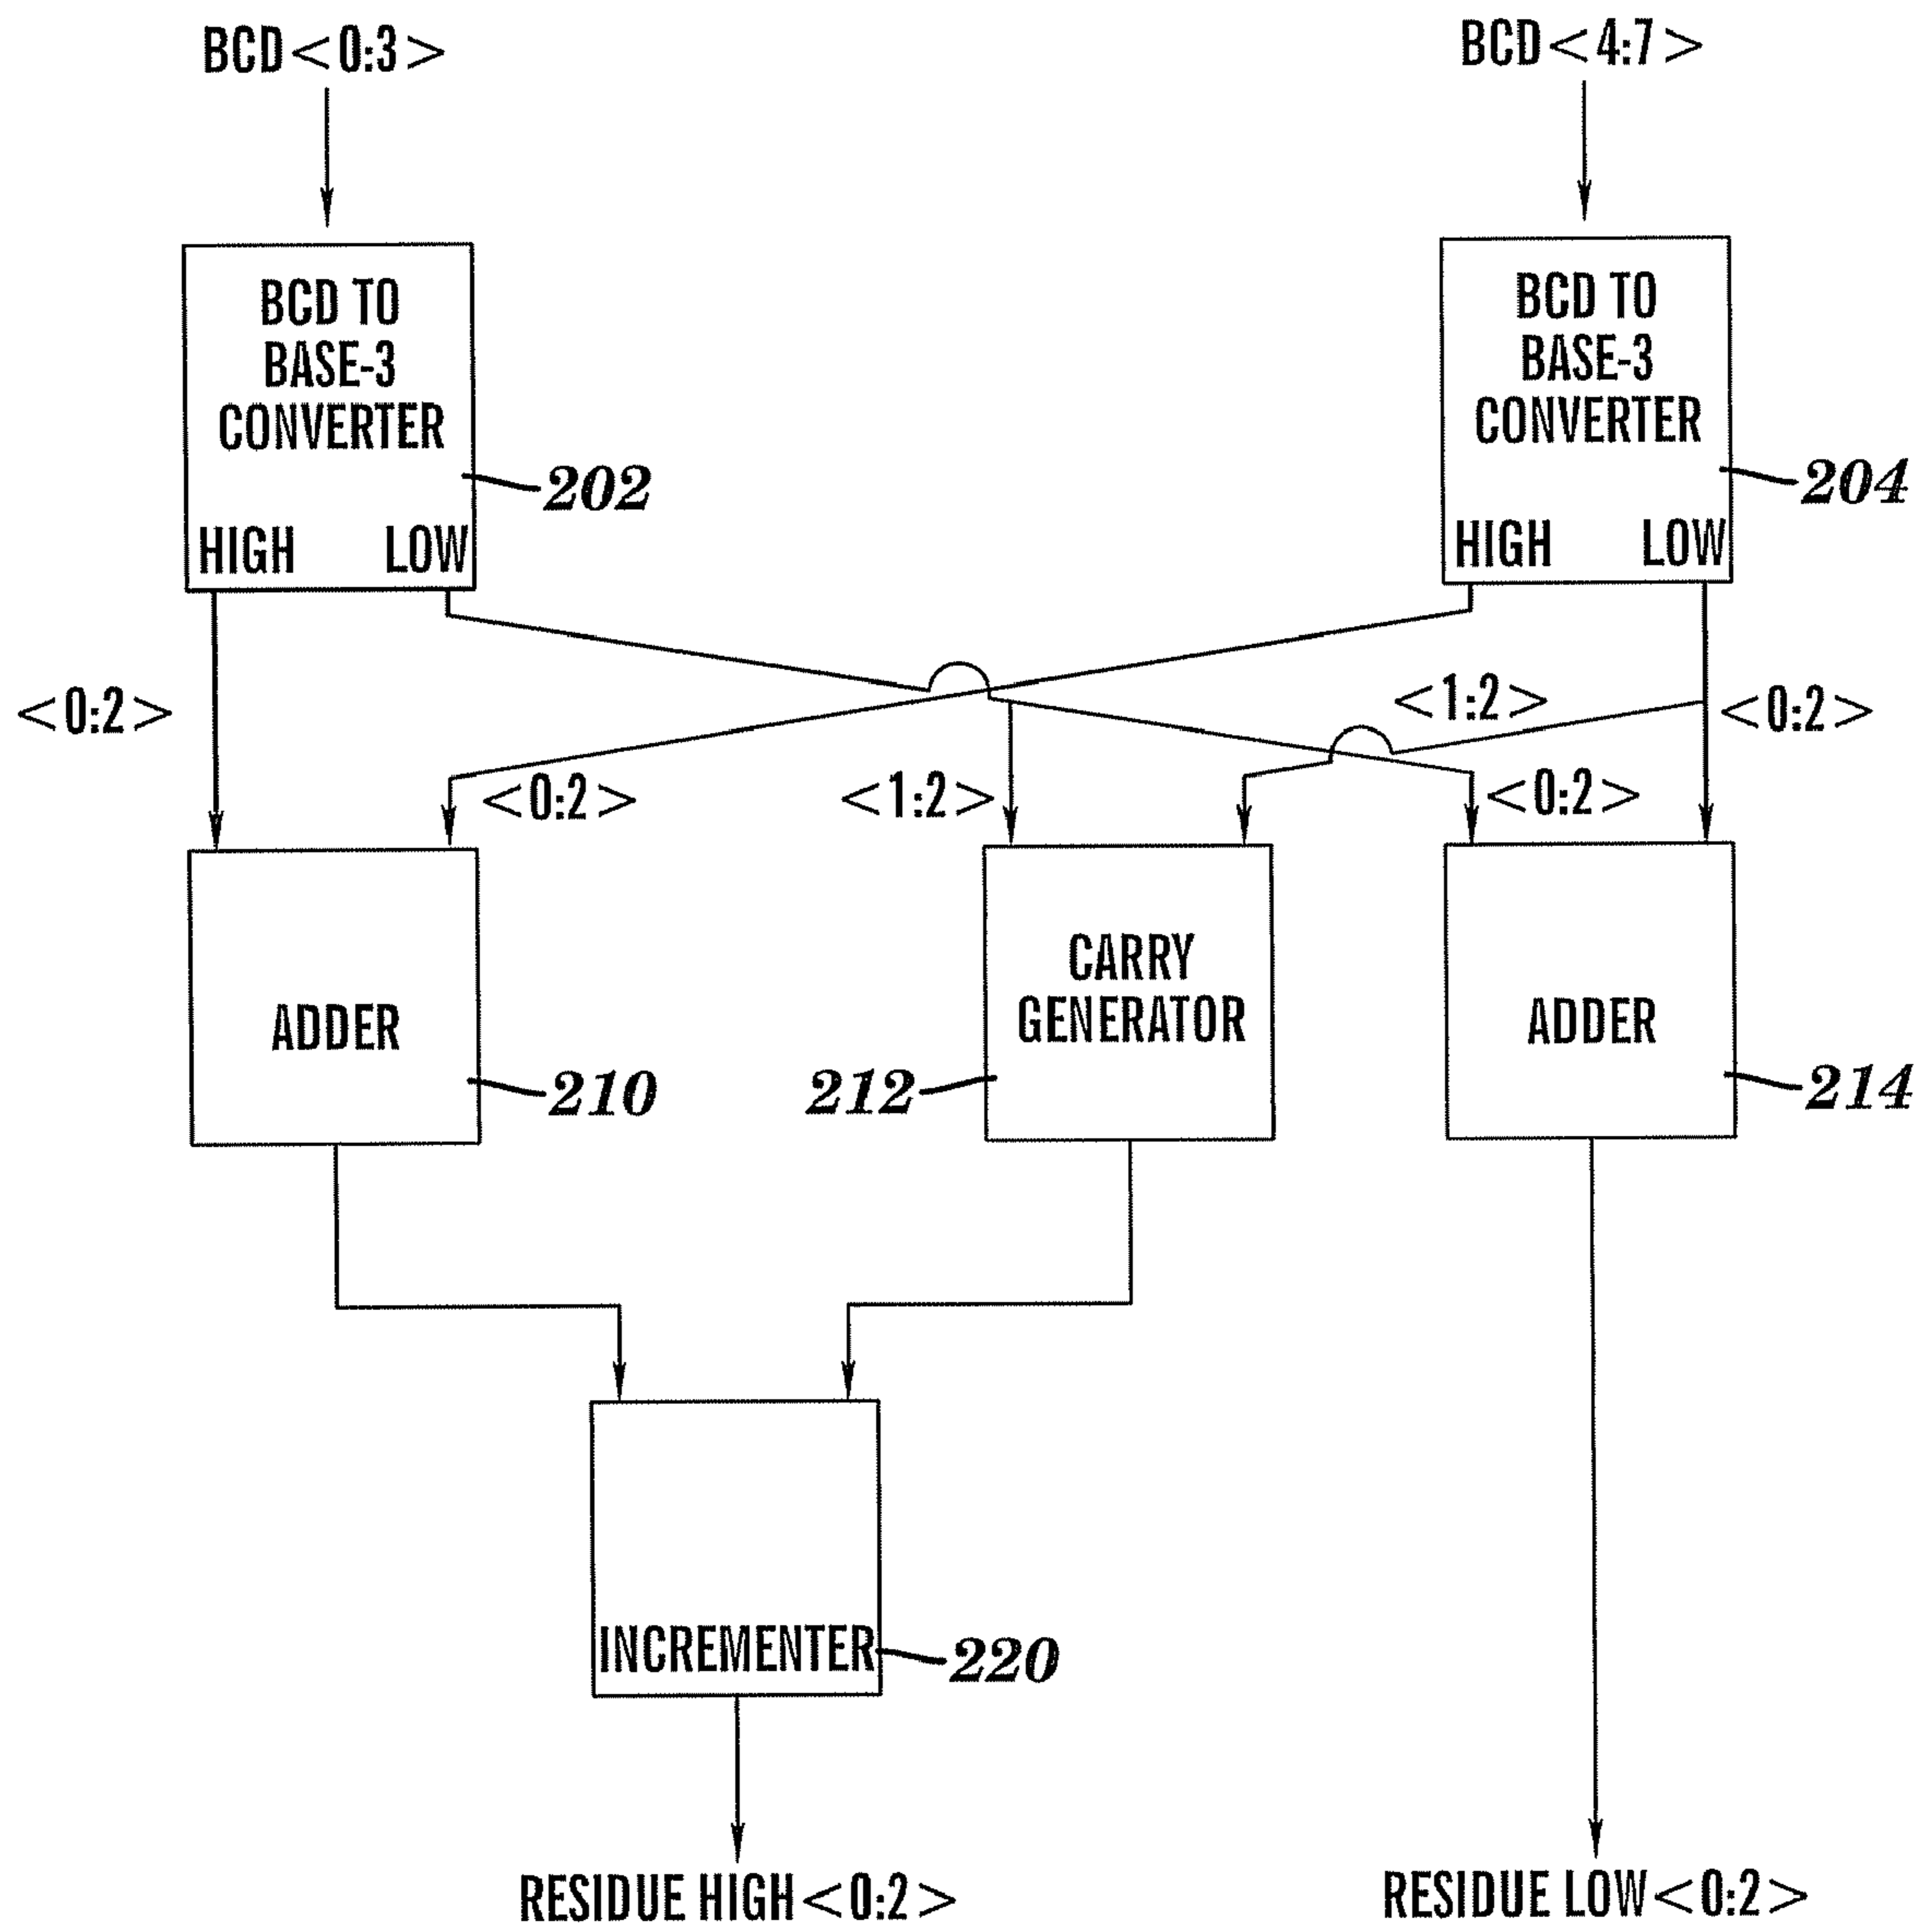 BCD<0:3>
BCD<4:7>
BCD TO
BASE-3
CONVERTER
202
HIGH LOW
BCD TO
BASE-3
CONVERTER
204
HIGH LOW
<0:2>
<0:2>
<1:2>
<1:2>
<0:2>
<0:2>
ADDER
210
CARRY
GENERATOR
212
ADDER
214
INCREMENTER
220
RESIDUE HIGH<0:2>
RESIDUE LOW<0:2>